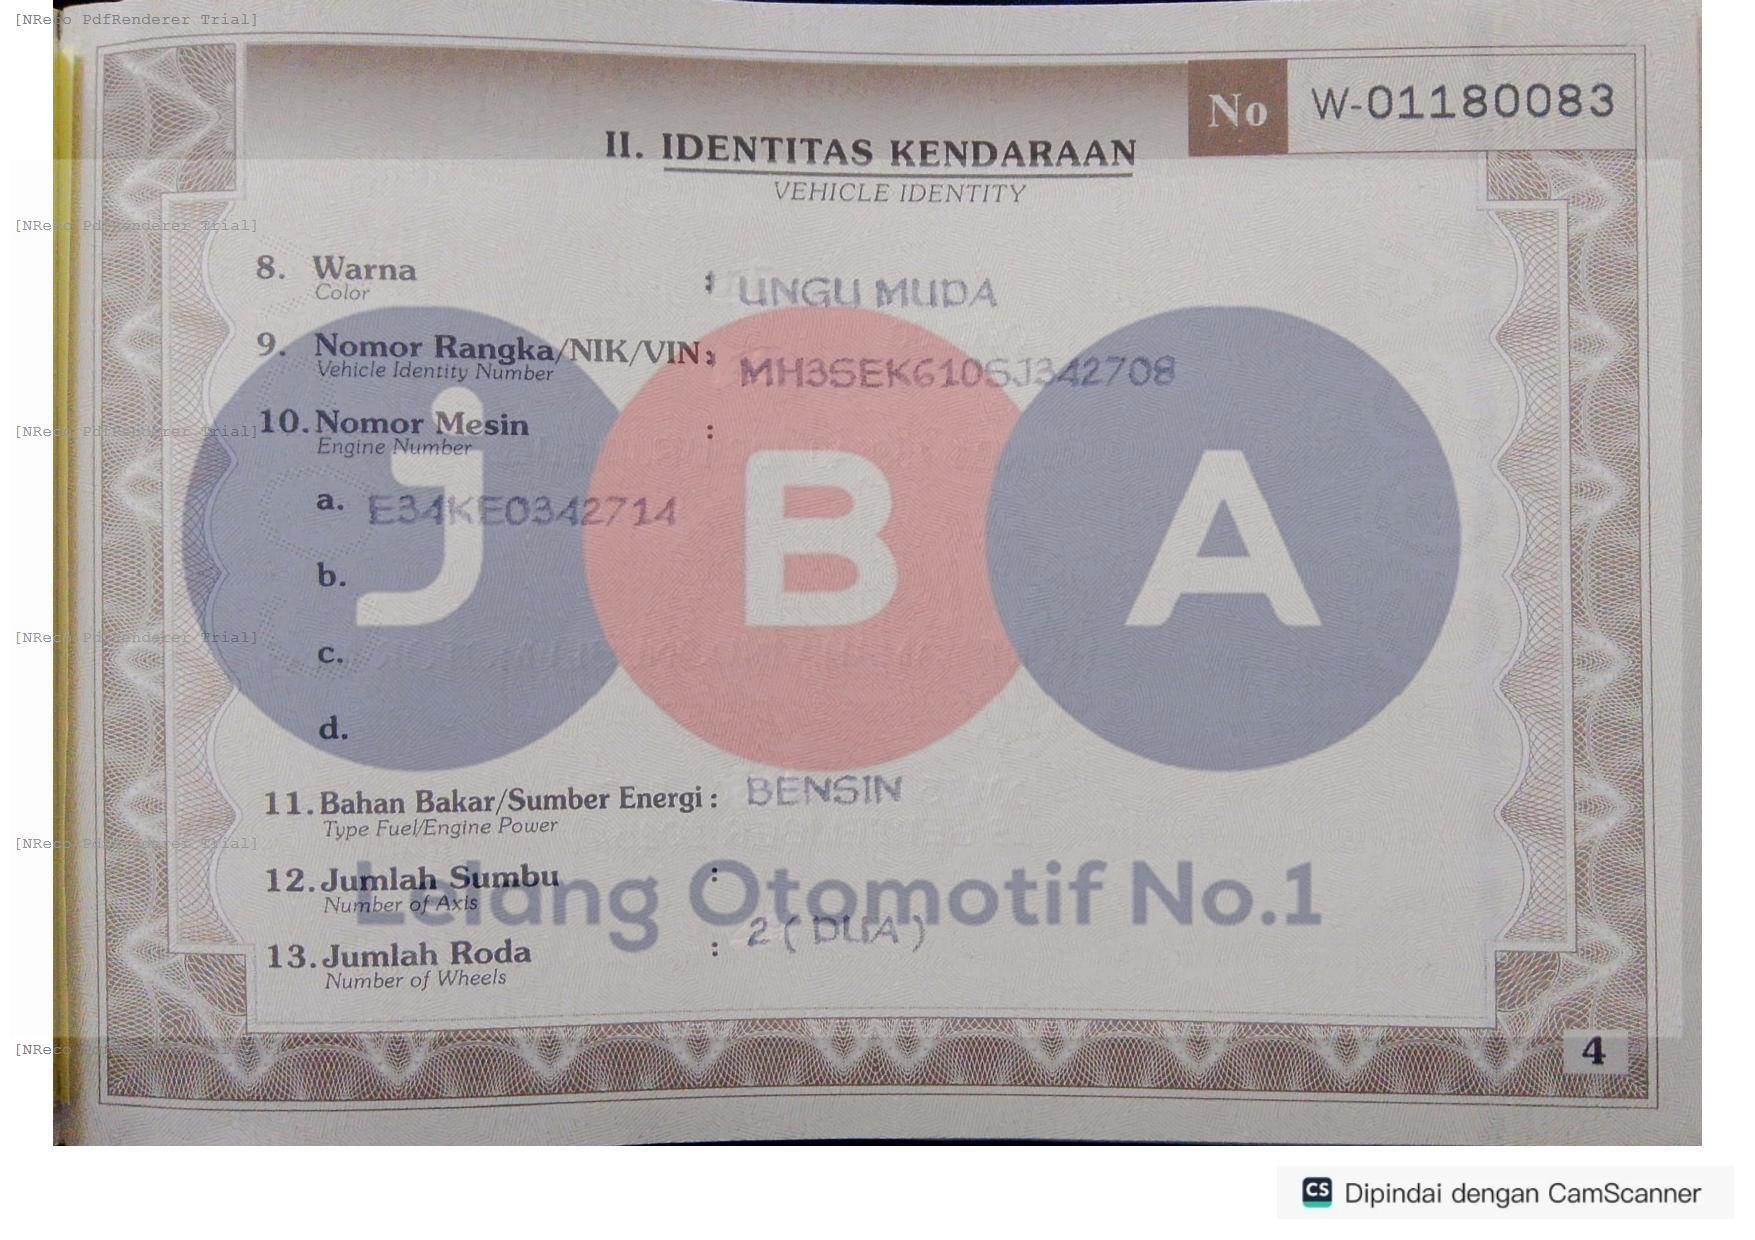 [NReco PdfRenderer Trial]
No W-01180083
II. IDENTITAS KENDARAAN
VEHICLE IDENTITY
[NReco PdfRenderer Trial]
8. Warna : UNGU MUDA
Color
9. Nomor Rangka/NIK/VIN : MH3SEK610SJ342708
Vehicle Identity Number
[NReco PdfRenderer Trial]
10. Nomor Mesin :
Engine Number
a. E34KE0342714
j B A
b.
[NReco PdfRenderer Trial]
c.
d.
11. Bahan Bakar/Sumber Energi : BENSIN
Type Fuel/Engine Power
[NReco PdfRenderer Trial]
12. Jumlah Sumbu :
Number of Axis
Lelang Otomotif No.1
13. Jumlah Roda : 2 ( DUA )
Number of Wheels
[NReco PdfRenderer Trial]
4
CS Dipindai dengan CamScanner